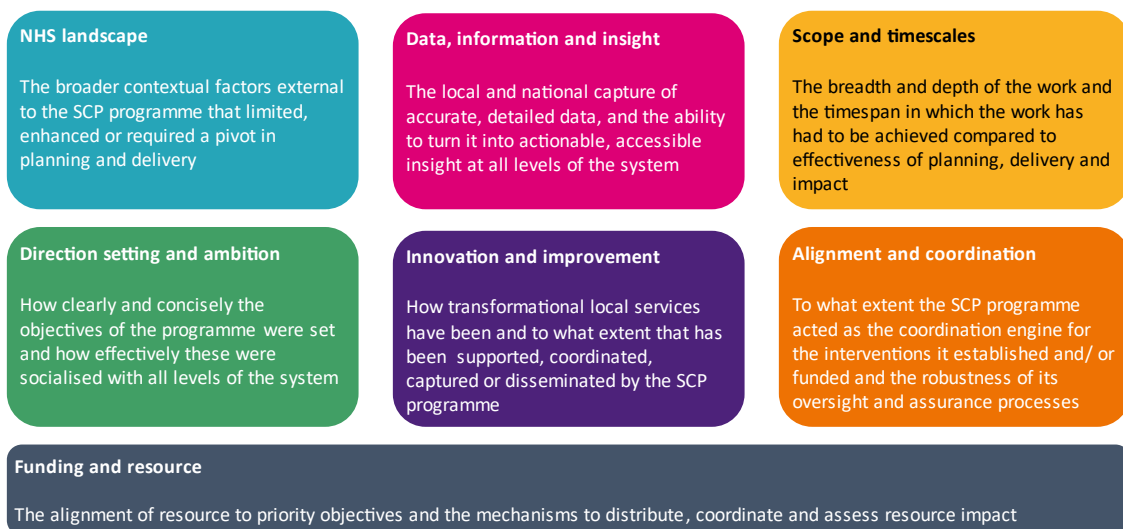 NHS landscape
The broader contextual factors external
to the SCP programme that limited,
enhanced or required a pivot in
planning and delivery
Data, information and insight
The local and national capture of
accurate, detailed data, and the ability
to turn it into actionable, accessible
insight at all levels of the system
Scope and timescales
The breadth and depth of the work and
the timespan in which the work has
had to be achieved compared to
effectiveness of planning, delivery and
impact
Direction setting and ambition
How clearly and concisely the
objectives of the programme were set
and how effectively these were
socialised with all levels of the system
Innovation and improvement
How transformational local services
have been and to what extent that has
been supported, coordinated,
captured or disseminated by the SCP
programme
Alignment and coordination
To what extent the SCP programme
acted as the coordination engine for
the interventions it established and/ or
funded and the robustness of its
oversight and assurance processes
Funding and resource
The alignment of resource to priority objectives and the mechanisms to distribute, coordinate and assess resource impact